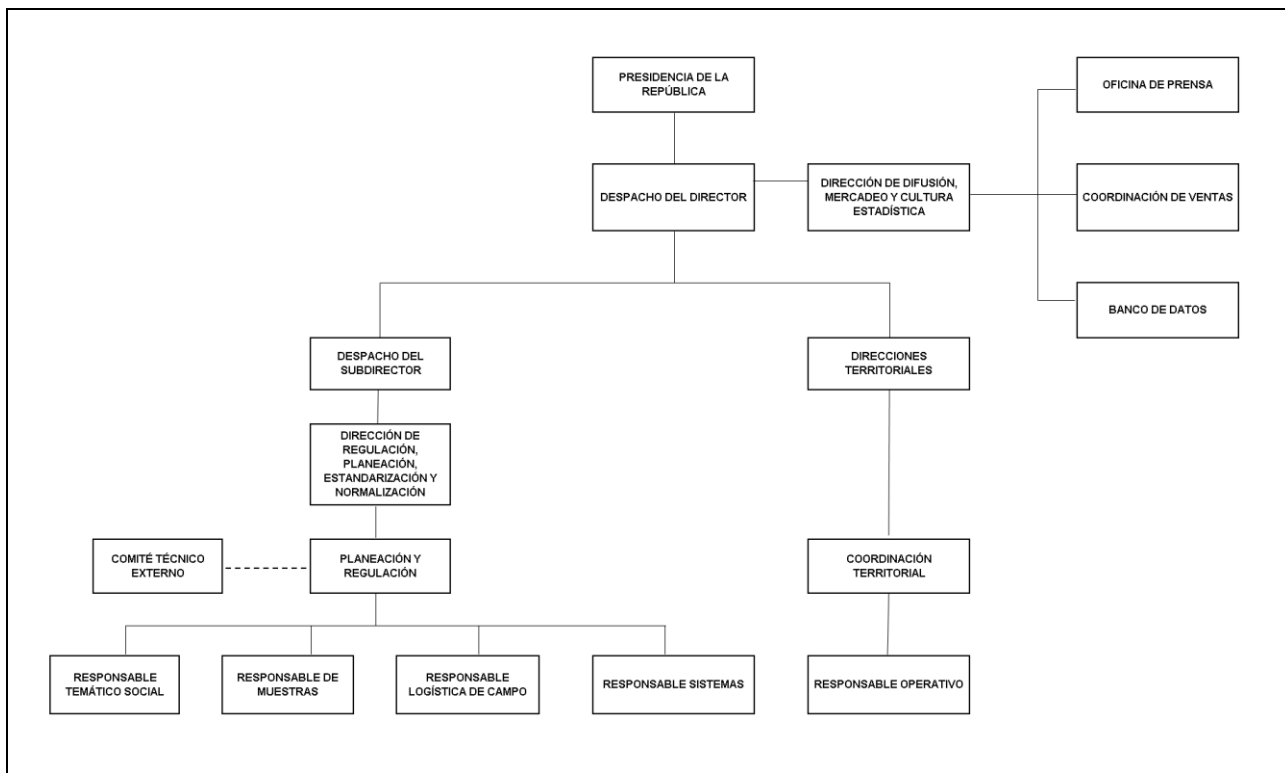 PRESIDENCIA DE LA
REPÚBLICA
OFICINA DE PRENSA
DESPACHO DEL DIRECTOR
DIRECCIÓN DE DIFUSIÓN,
MERCADEO Y CULTURA
ESTADÍSTICA
COORDINACIÓN DE VENTAS
BANCO DE DATOS
DESPACHO DEL
SUBDIRECTOR
DIRECCIONES
TERRITORIALES
DIRECCIÓN DE
REGULACIÓN,
PLANEACIÓN,
ESTANDARIZACIÓN Y
NORMALIZACIÓN
COMITÉ TÉCNICO
EXTERNO
PLANEACIÓN Y
REGULACIÓN
COORDINACIÓN
TERRITORIAL
RESPONSABLE
TEMÁTICO SOCIAL
RESPONSABLE DE
MUESTRAS
RESPONSABLE
LOGÍSTICA DE CAMPO
RESPONSABLE SISTEMAS
RESPONSABLE OPERATIVO